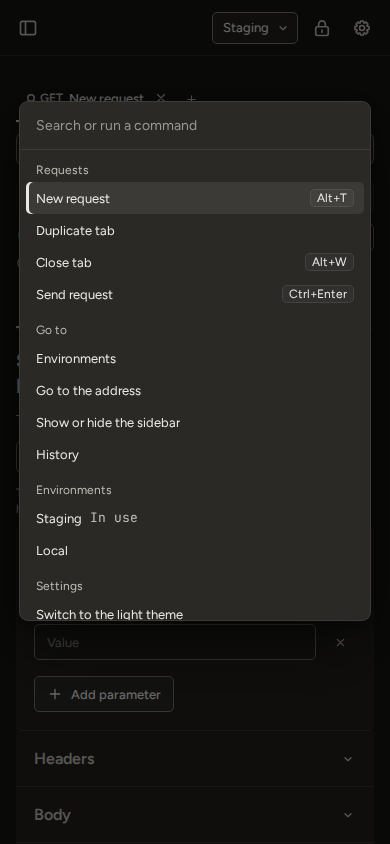 Staging
GET New request
Search or run a command
Requests
New request Alt+T
Duplicate tab
Close tab Alt+W
Send request Ctrl+Enter
Go to
Environments
Go to the address
Show or hide the sidebar
History
Environments
Staging In use
Local
Settings
Switch to the light theme
Value
Add parameter
Headers
Body